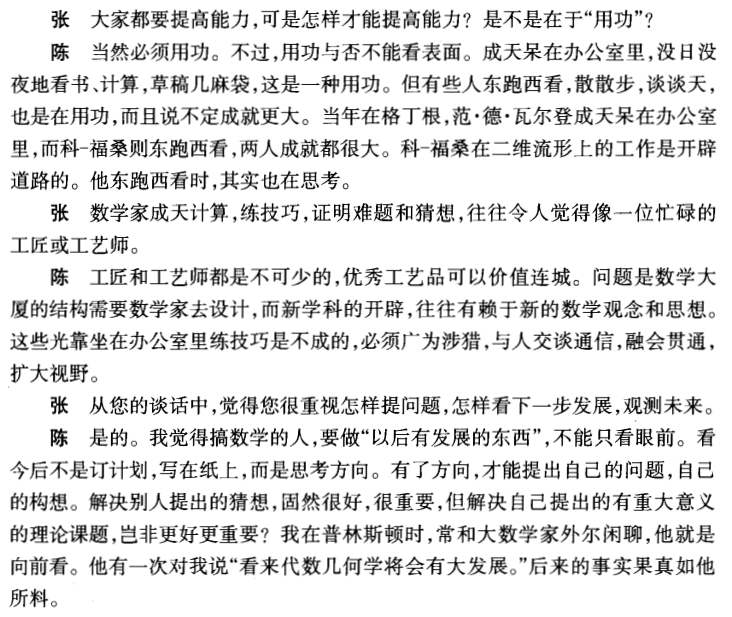 张 大家都要提高能力,可是怎样才能提高能力? 是不是在于“用功”?
陈 当然必须用功。不过,用功与否不能看表面。成天呆在办公室里,没日没
夜地看书、计算,草稿几麻袋,这是一种用功。但有些人东跑西看,散散步,谈谈天,
也是在用功,而且说不定成就更大。当年在格丁根,范·德·瓦尔登成天呆在办公室
里,而科-福桑则东跑西看,两人成就都很大。科-福桑在二维流形上的工作是开辟
道路的。他东跑西看时,其实也在思考。
张 数学家成天计算,练技巧,证明难题和猜想,往往令人觉得像一位忙碌的
工匠或工艺师。
陈 工匠和工艺师都是不可少的,优秀工艺品可以价值连城。问题是数学大
厦的结构需要数学家去设计,而新学科的开辟,往往有赖于新的数学观念和思想。
这些光靠坐在办公室里练技巧是不成的,必须广为涉猎,与人交谈通信,融会贯通,
扩大视野。
张 从您的谈话中,觉得您很重视怎样提问题,怎样看下一步发展,观测未来。
陈 是的。我觉得搞数学的人,要做“以后有发展的东西”,不能只看眼前。看
今后不是订计划,写在纸上,而是思考方向。有了方向,才能提出自己的问题,自己
的构想。解决别人提出的猜想,固然很好,很重要,但解决自己提出的有重大意义
的理论课题,岂非更好更重要? 我在普林斯顿时,常和大数学家外尔闲聊,他就是
向前看。他有一次对我说“看来代数几何学将会有大发展。”后来的事实果真如他
所料。